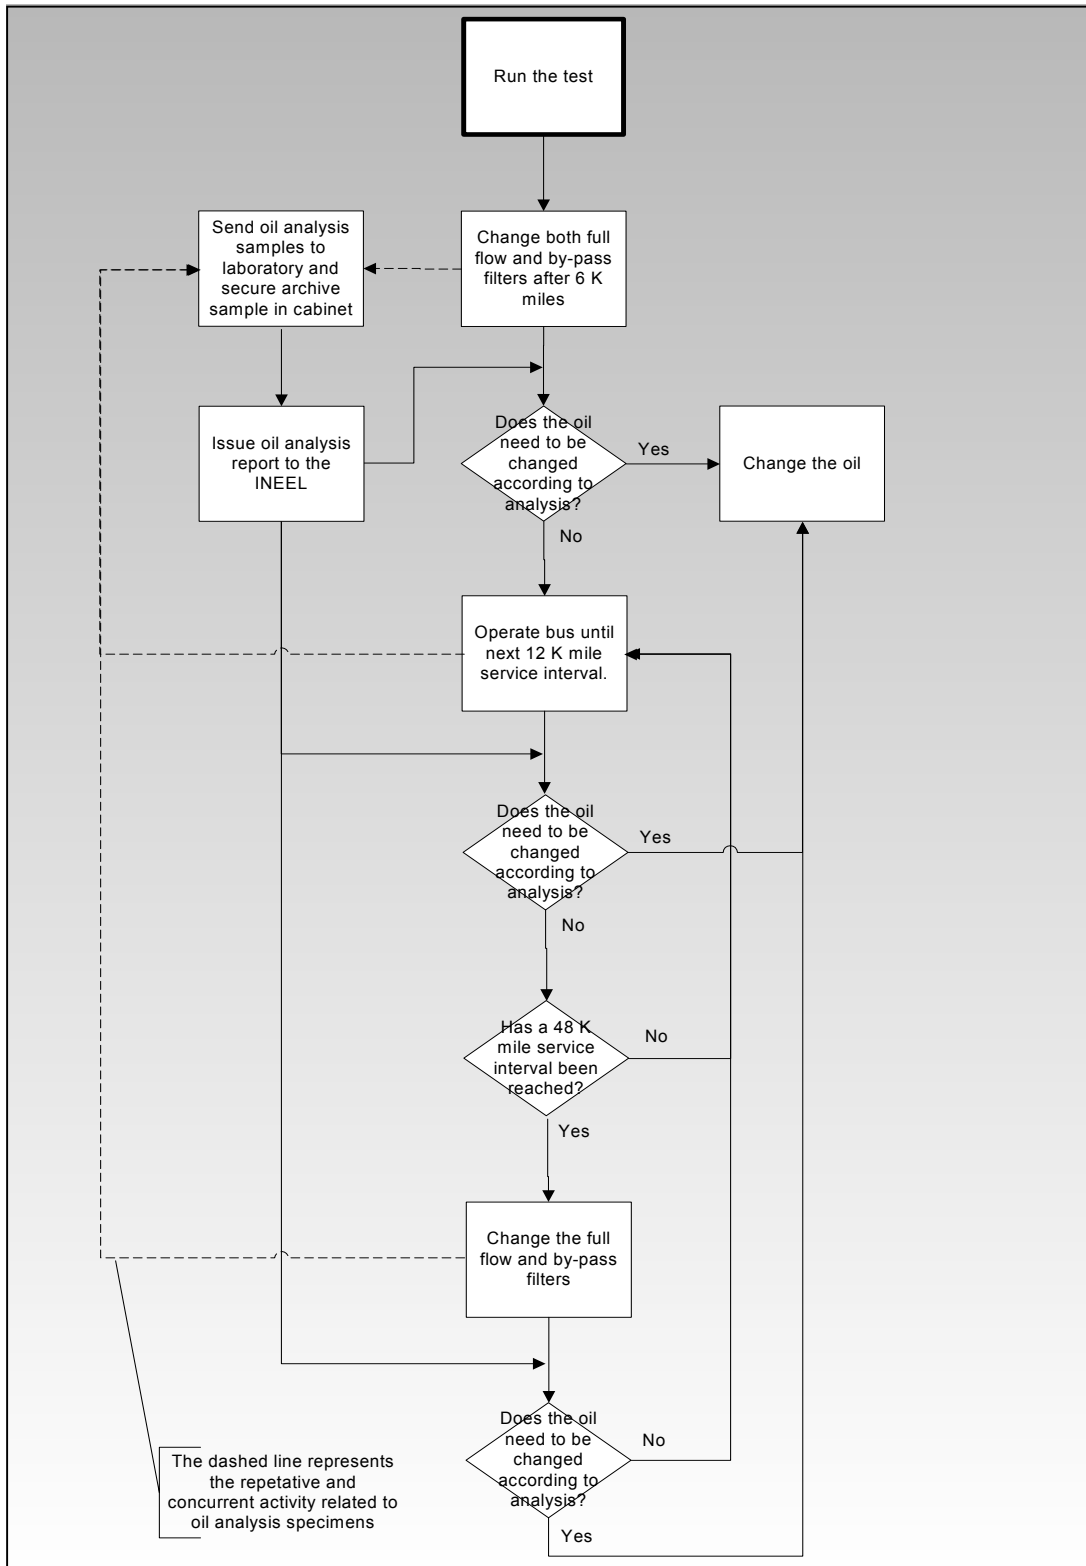 Run the test
Send oil analysis
samples to
laboratory and
secure archive
sample in cabinet
Change both full
flow and by-pass
filters after 6 K
miles
Issue oil analysis
report to the
INEEL
Does the oil
need to be
changed
according to
analysis?
Yes
Change the oil
No
Operate bus until
next 12 K mile
service interval.
Does the oil
need to be
changed
according to
analysis?
Yes
No
Has a 48 K
mile service
interval been
reached?
No
Yes
Change the full
flow and by-pass
filters
Does the oil
need to be
changed
according to
analysis?
No
Yes
The dashed line represents
the repetative and
concurrent activity related to
oil analysis specimens